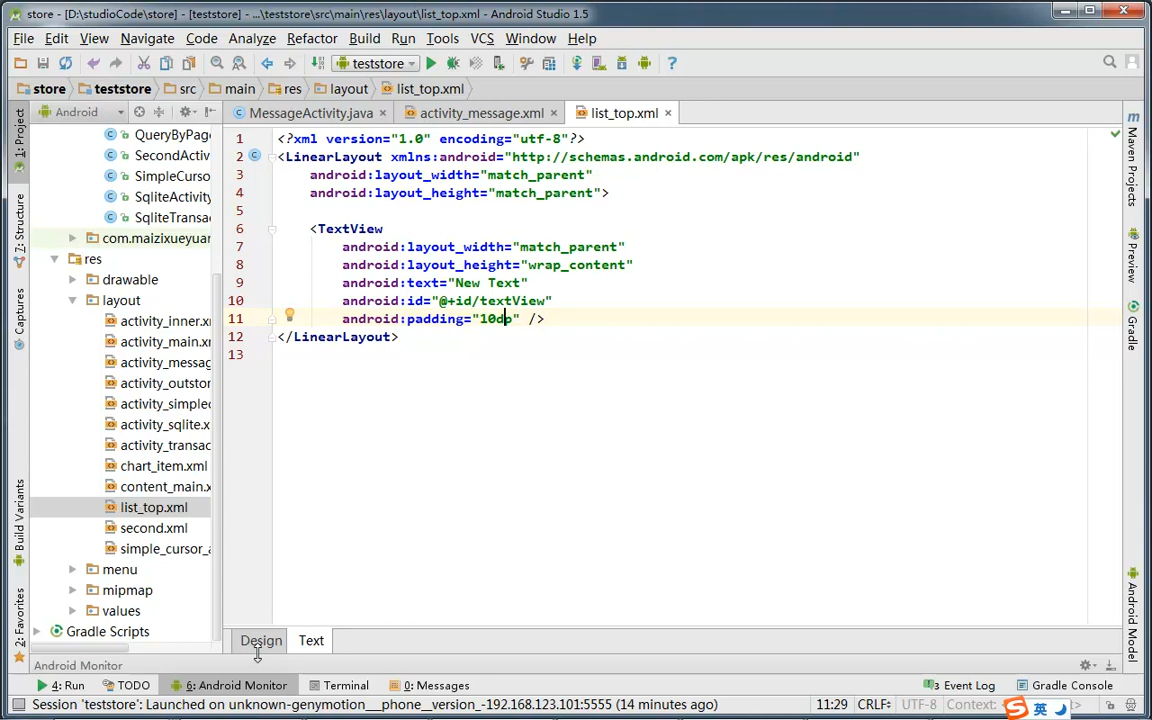 store - [D:\studioCode\store] - [teststore] - ...\teststore\src\main\res\layout\list_top.xml - Android Studio 1.5
File Edit View Navigate Code Analyze Refactor Build Run Tools VCS Window Help
teststore
store teststore src main res layout list_top.xml
Android
MessageActivity.java activity_message.xml list_top.xml
QueryByPage
SecondActiv
SimpleCurso
SqliteActivity
SqliteTransac
com.maizixueyuan
res
drawable
layout
activity_inner.x
activity_main.x
activity_messag
activity_outstor
activity_simplec
activity_sqlite.x
activity_transac
chart_item.xml
content_main.x
list_top.xml
second.xml
simple_cursor_a
menu
mipmap
values
Gradle Scripts
1 <?xml version="1.0" encoding="utf-8"?>
2 <LinearLayout xmlns:android="http://schemas.android.com/apk/res/android"
3 android:layout_width="match_parent"
4 android:layout_height="match_parent">
5
6 <TextView
7 android:layout_width="match_parent"
8 android:layout_height="wrap_content"
9 android:text="New Text"
10 android:id="@+id/textView"
11 android:padding="10dp" />
12 </LinearLayout>
13
1: Project
7: Structure
Captures
Build Variants
2: Favorites
Maven Projects
Preview
Gradle
Android Model
Design Text
Android Monitor
4: Run TODO 6: Android Monitor Terminal 0: Messages 3 Event Log Gradle Console
Session 'teststore': Launched on unknown-genymotion___phone__version_-192.168.123.101:5555 (14 minutes ago) 11:29 CRLF UTF-8 Context:
英